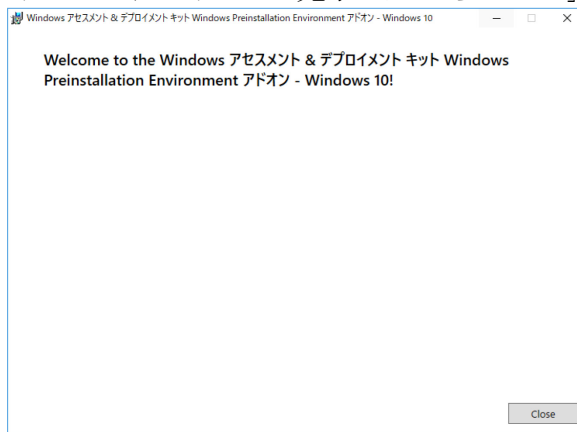 Windows アセスメント & デプロイメント キット Windows Preinstallation Environment アドオン - Windows 10
Welcome to the Windows アセスメント & デプロイメント キット Windows
Preinstallation Environment アドオン - Windows 10!
Close